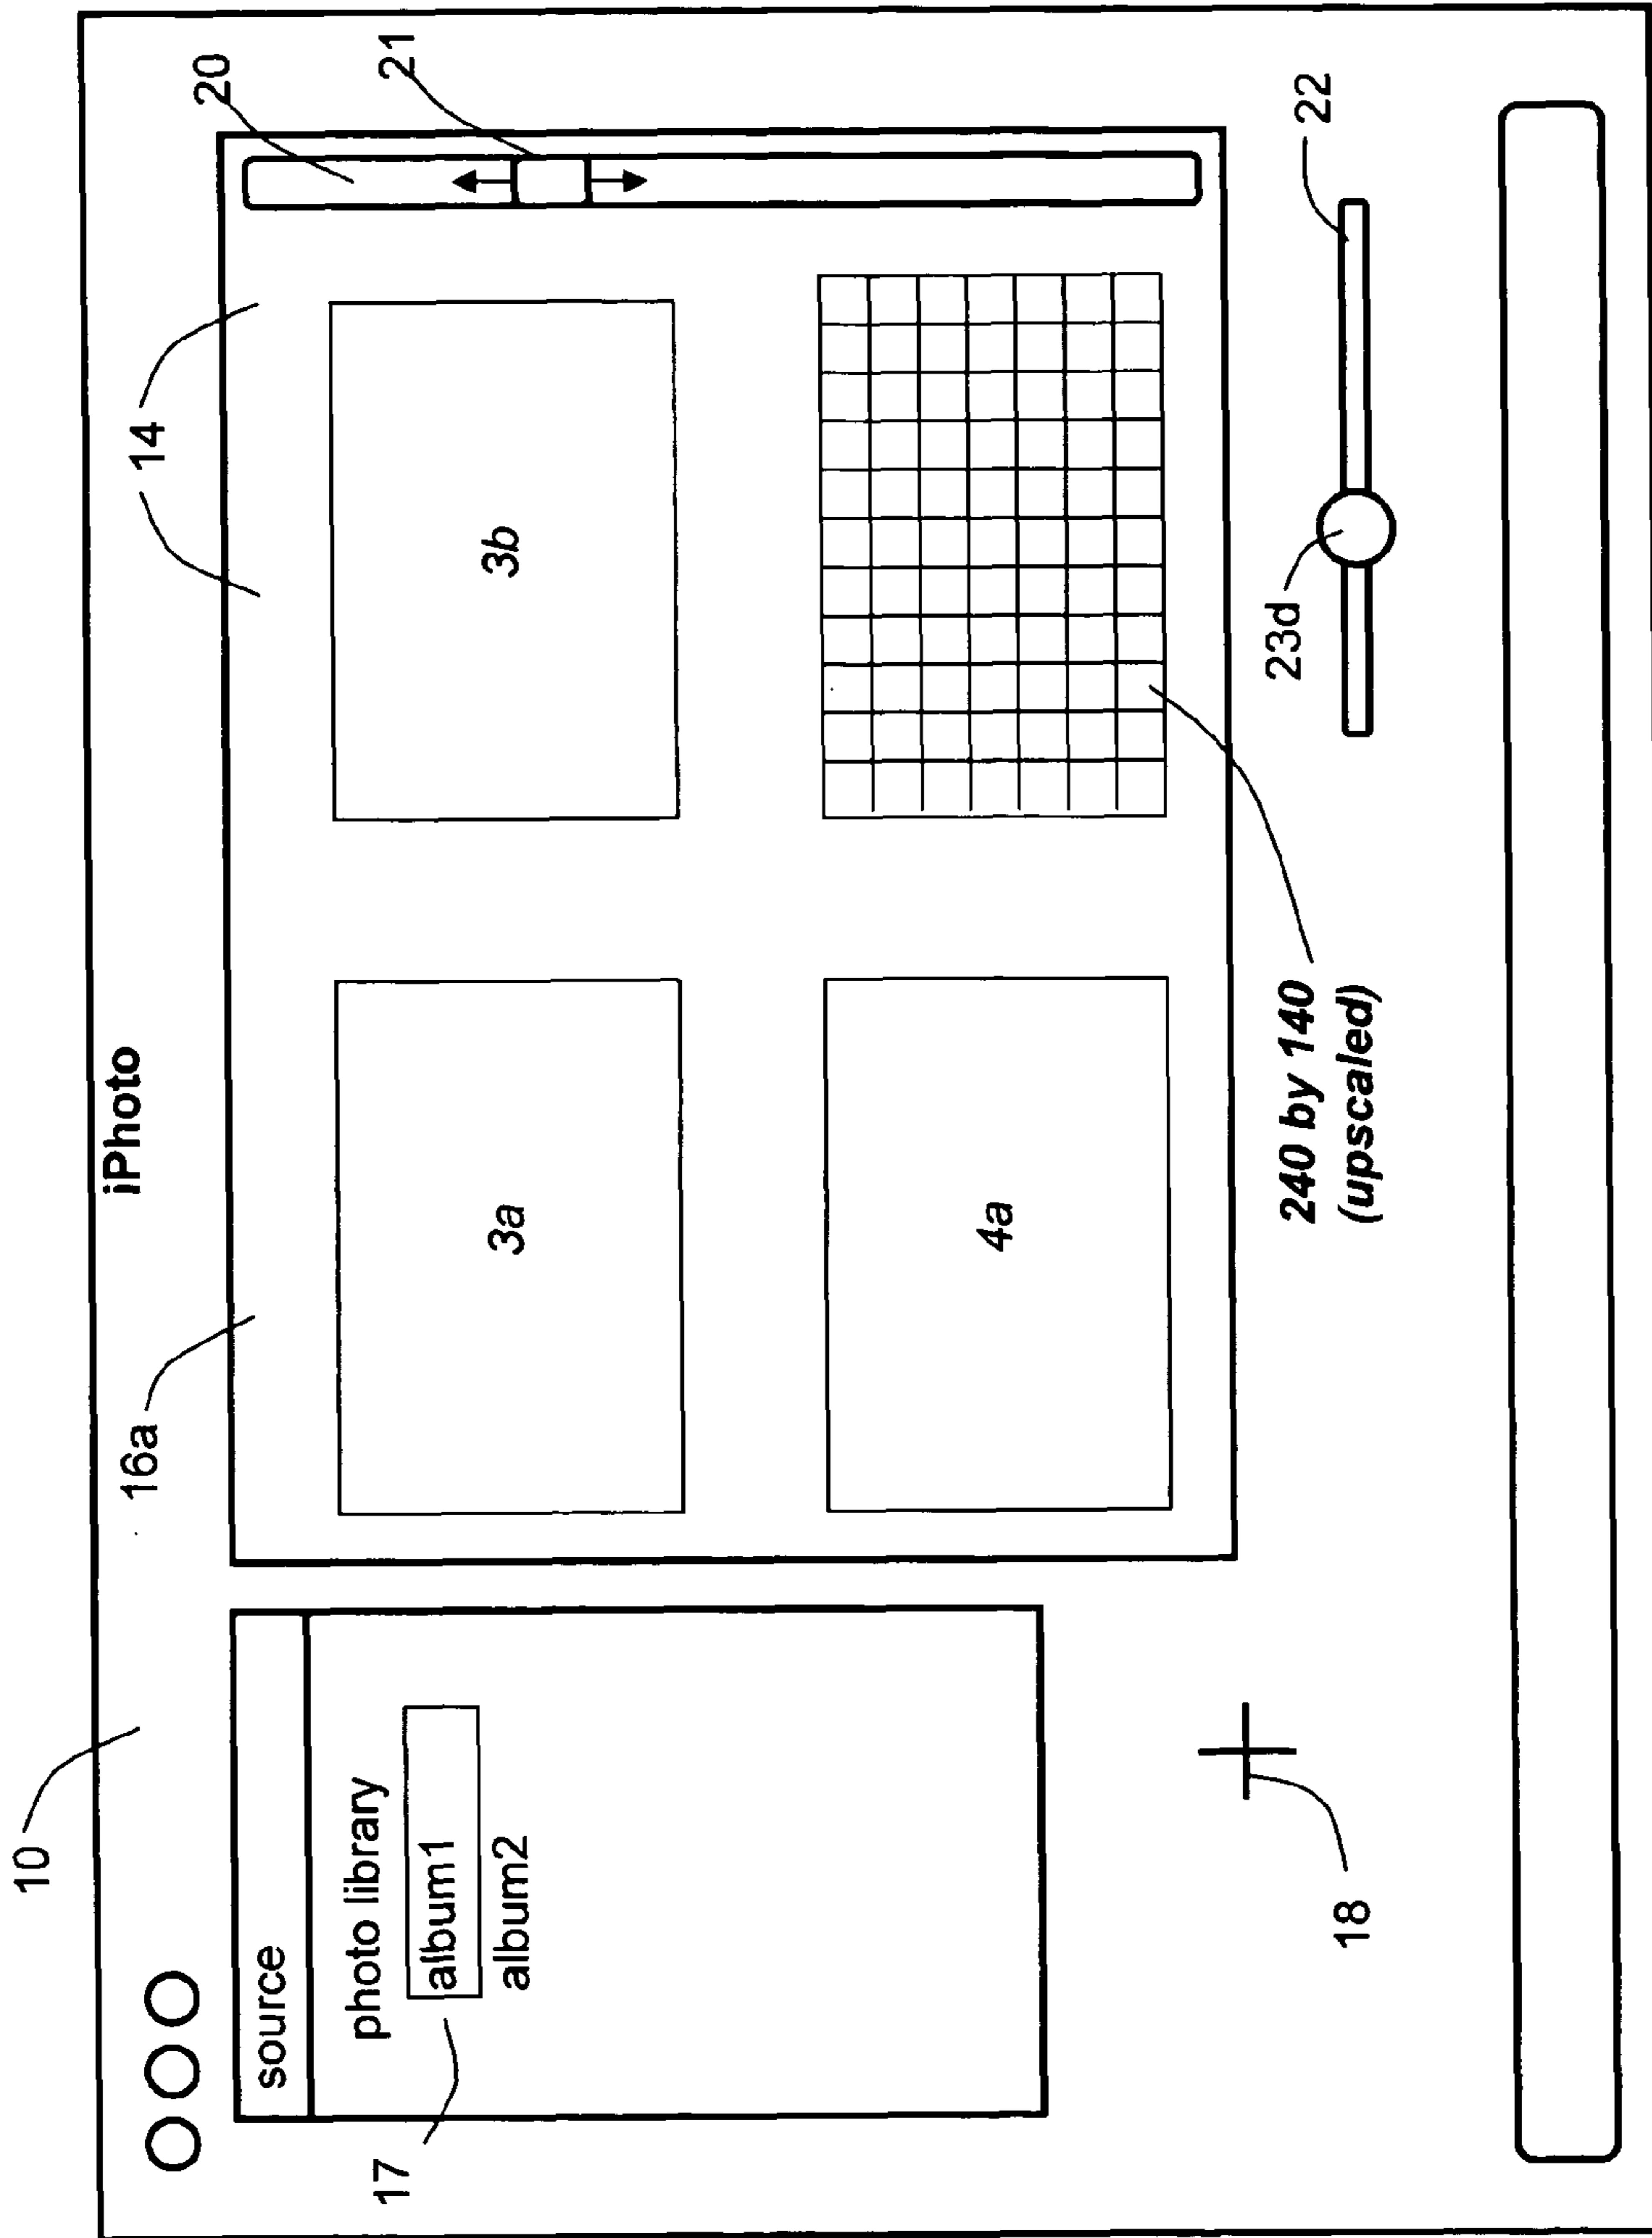 10
iPhoto
16a
14
20
21
source
photo library
album1
album2
17
3a
3b
4a
240 by 140
(upscaled)
18
23d
22